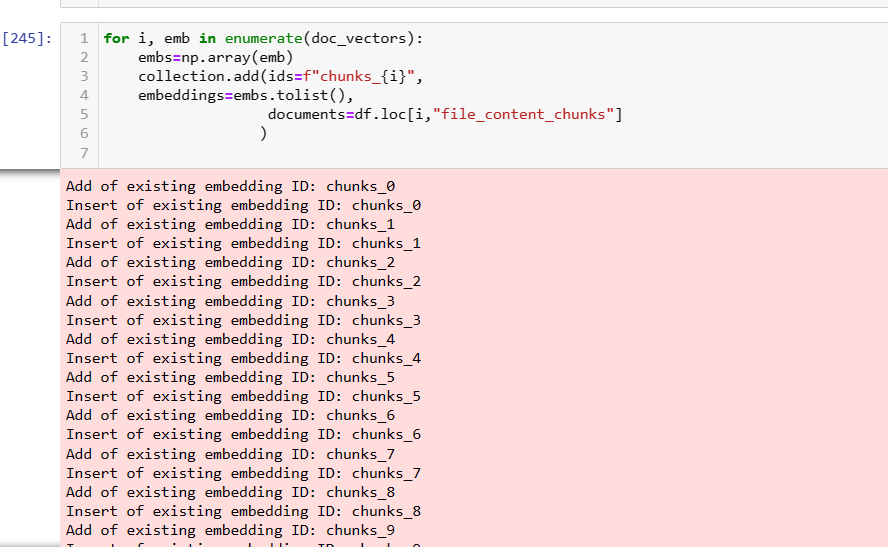 [245]:
1 for i, emb in enumerate(doc_vectors):
2     embs=np.array(emb)
3     collection.add(ids=f"chunks_{i}",
4     embeddings=embs.tolist(),
5                    documents=df.loc[i,"file_content_chunks"]
6                   )
7
Add of existing embedding ID: chunks_0
Insert of existing embedding ID: chunks_0
Add of existing embedding ID: chunks_1
Insert of existing embedding ID: chunks_1
Add of existing embedding ID: chunks_2
Insert of existing embedding ID: chunks_2
Add of existing embedding ID: chunks_3
Insert of existing embedding ID: chunks_3
Add of existing embedding ID: chunks_4
Insert of existing embedding ID: chunks_4
Add of existing embedding ID: chunks_5
Insert of existing embedding ID: chunks_5
Add of existing embedding ID: chunks_6
Insert of existing embedding ID: chunks_6
Add of existing embedding ID: chunks_7
Insert of existing embedding ID: chunks_7
Add of existing embedding ID: chunks_8
Insert of existing embedding ID: chunks_8
Add of existing embedding ID: chunks_9